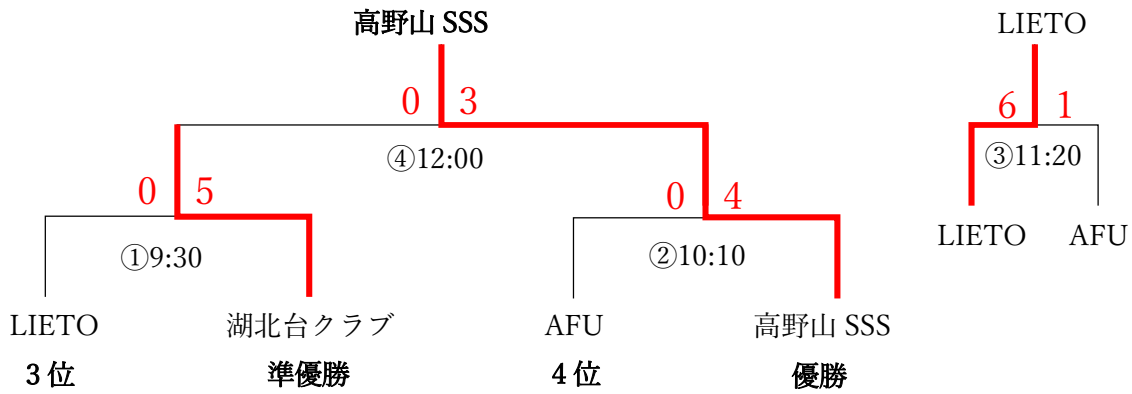 高野山 SSS
LIETO
0 3
6 1
④12:00
③11:20
0 5
0 4
LIETO AFU
①9:30
②10:10
LIETO 湖北台クラブ AFU 高野山 SSS
3位 準優勝 4位 優勝